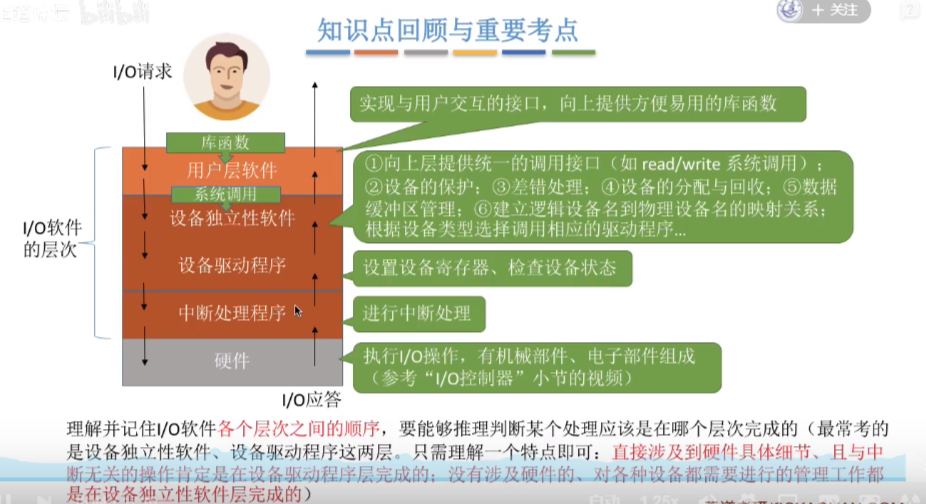 bilibili
+ 关注
知识点回顾与重要考点
I/O请求
实现与用户交互的接口，向上提供方便易用的库函数
库函数
用户层软件
系统调用
①向上层提供统一的调用接口（如 read/write 系统调用）；
②设备的保护；③差错处理；④设备的分配与回收；⑤数据
缓冲区管理；⑥建立逻辑设备名到物理设备名的映射关系；
根据设备类型选择调用相应的驱动程序...
设备独立性软件
I/O软件
的层次
设备驱动程序
设置设备寄存器、检查设备状态
中断处理程序
进行中断处理
硬件
执行I/O操作，有机械部件、电子部件组成
（参考“I/O控制器”小节的视频）
I/O应答
理解并记住I/O软件各个层次之间的顺序，要能够推理判断某个处理应该是在哪个层次完成的（最常考的
是设备独立性软件、设备驱动程序这两层。只需理解一个特点即可：直接涉及到硬件具体细节、且与中
断无关的操作肯定是在设备驱动程序层完成的；没有涉及硬件的、对各种设备都需要进行的管理工作都
是在设备独立性软件层完成的）
自动 1.25x